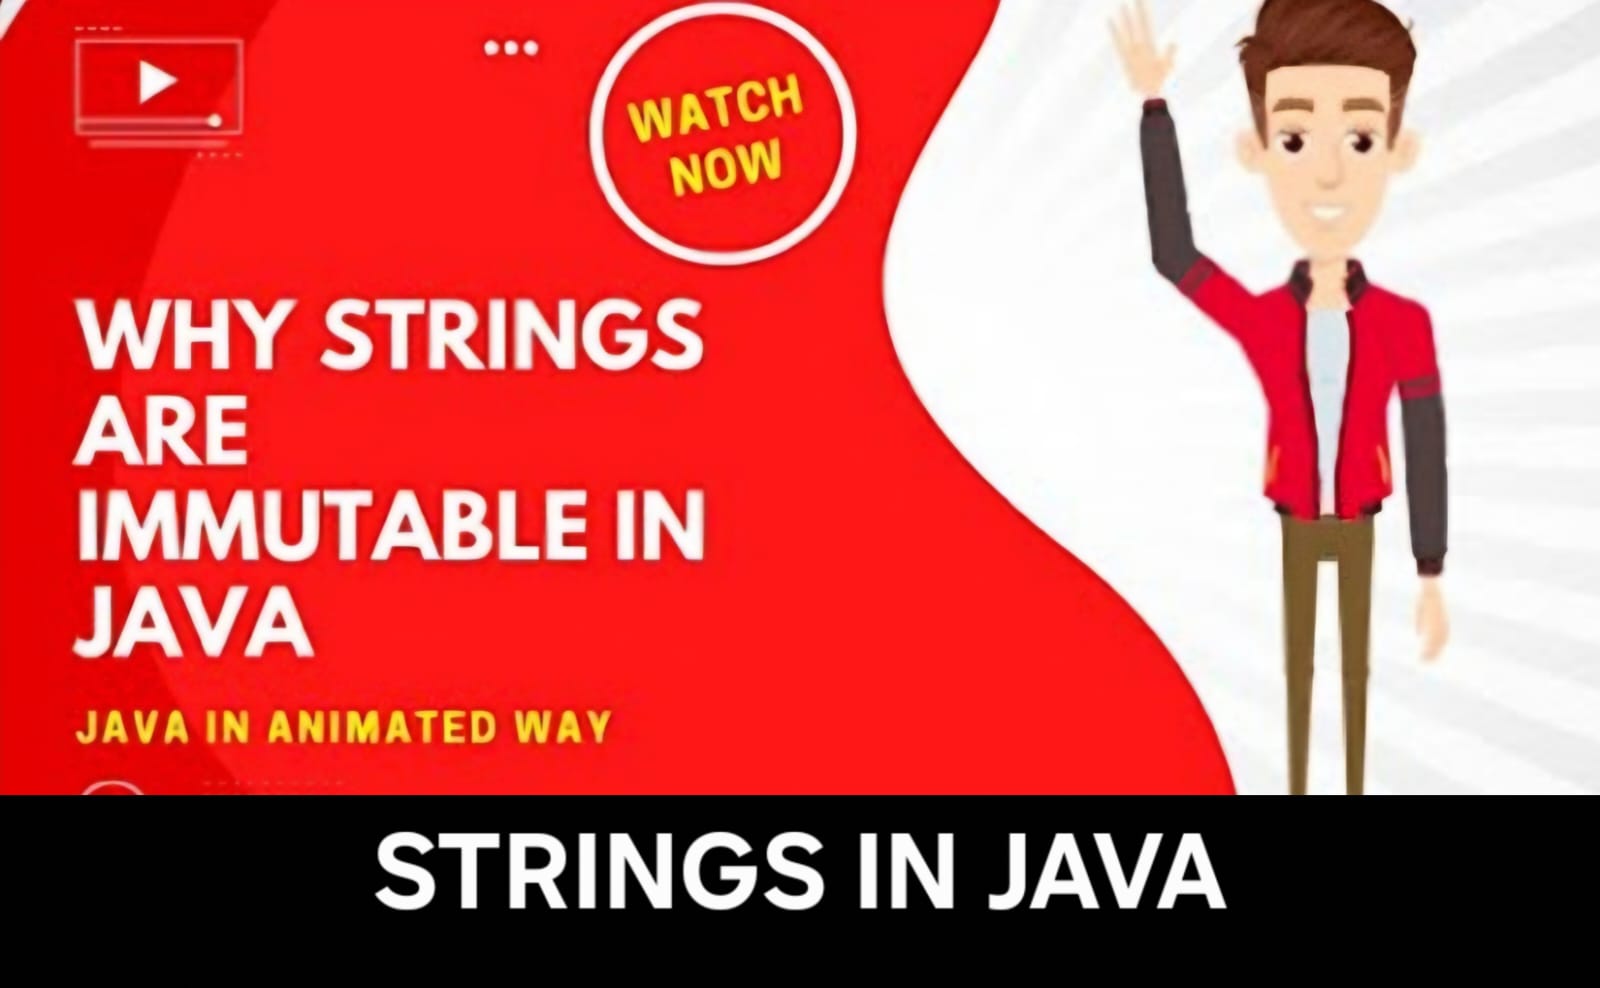 WATCH
NOW
WHY STRINGS
ARE
IMMUTABLE IN
JAVA
JAVA IN ANIMATED WAY
STRINGS IN JAVA